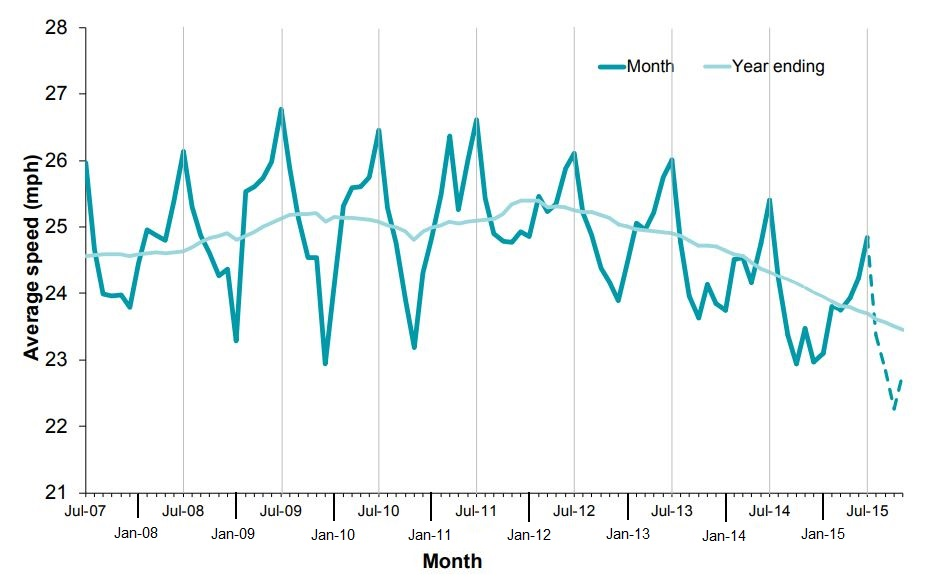 28
Month
Year ending
27
26
25
24
23
22
21
Average speed (mph)
Jul-07
Jul-08
Jul-09
Jul-10
Jul-11
Jul-12
Jul-13
Jul-14
Jul-15
Jan-08
Jan-09
Jan-10
Jan-11
Jan-12
Jan-13
Jan-14
Jan-15
Month